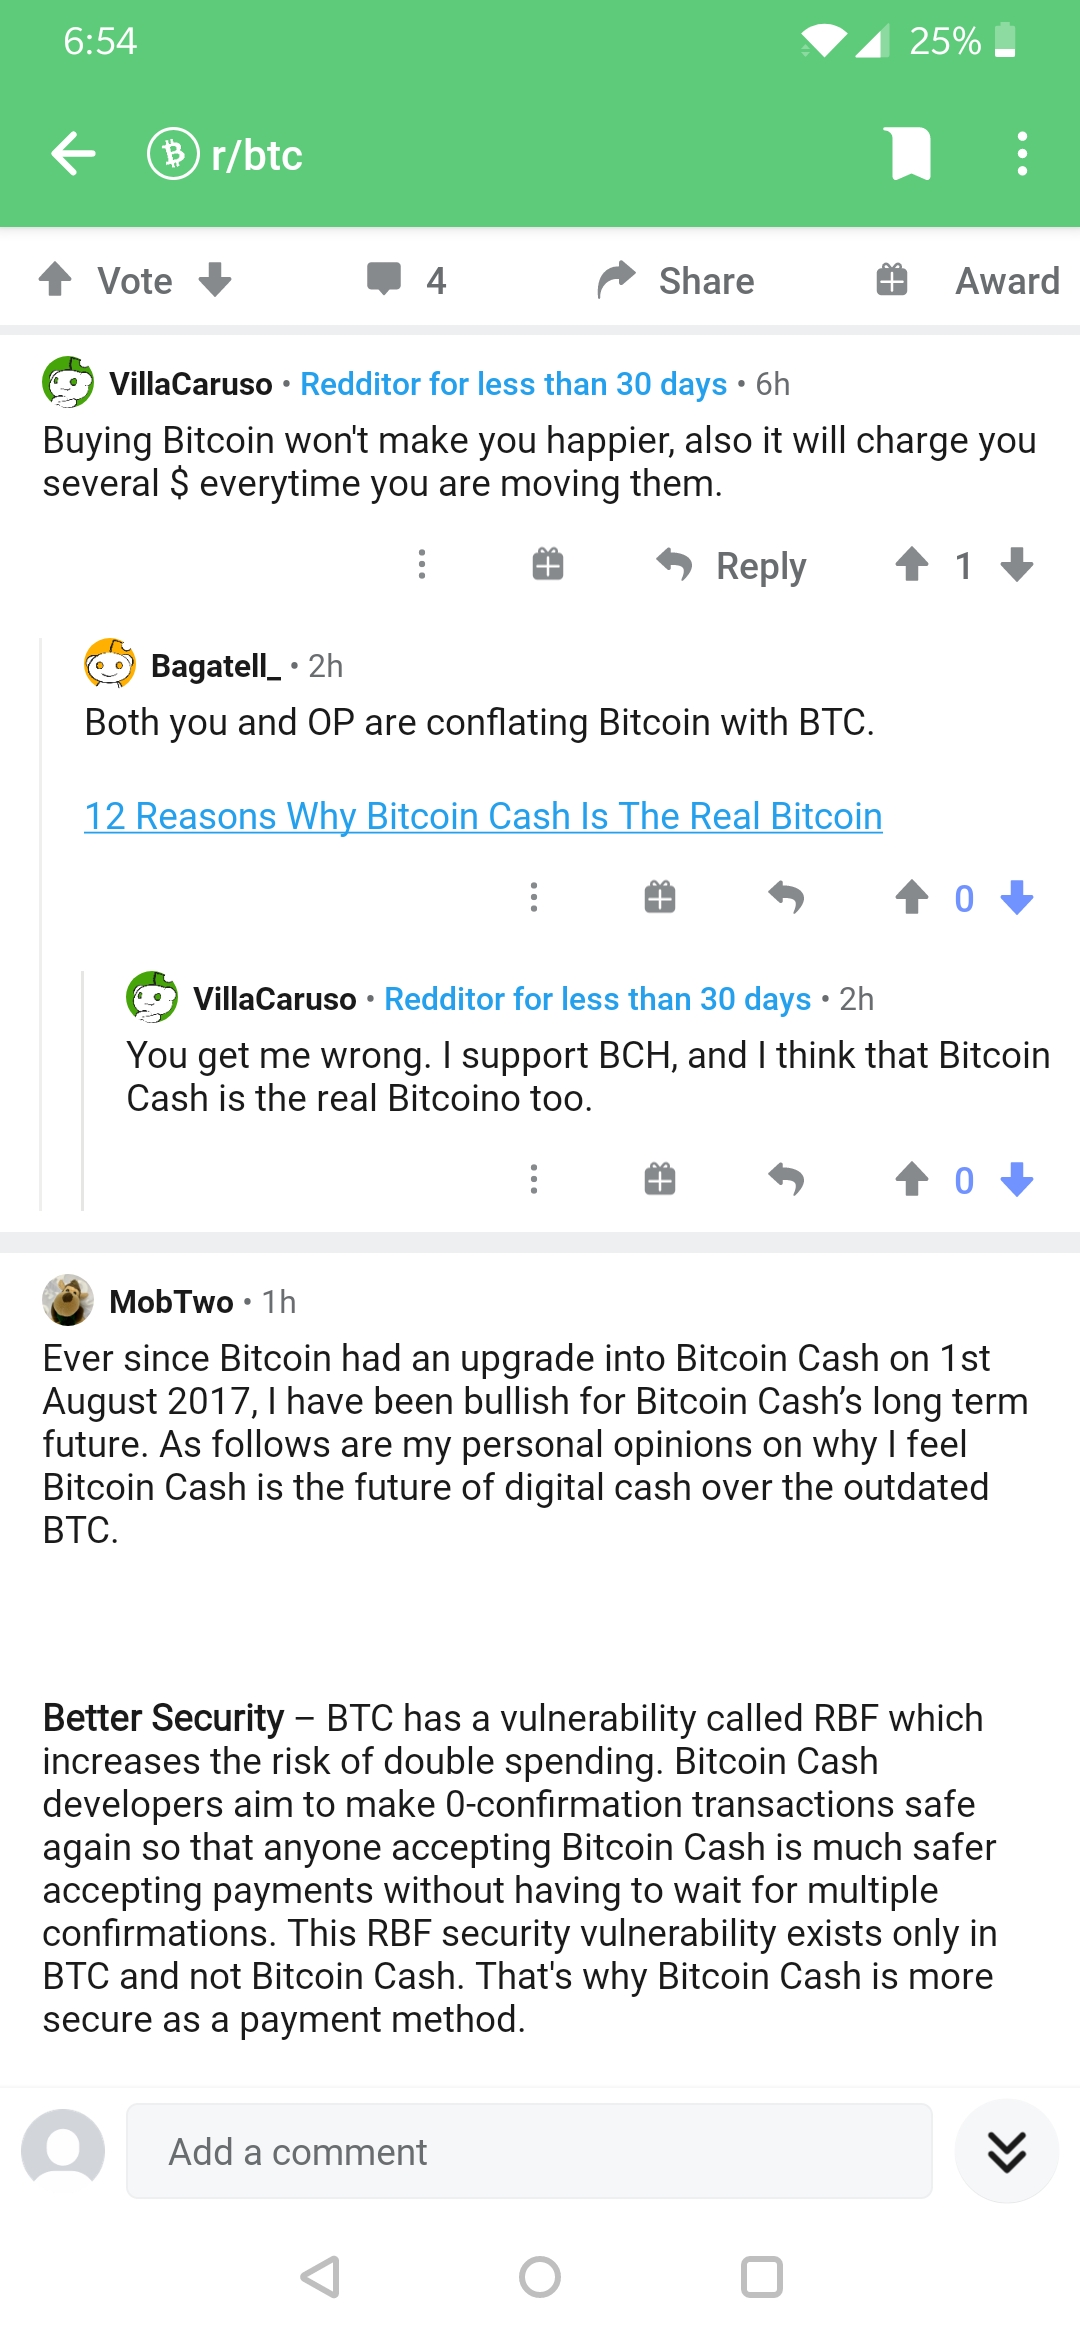 6:54
25%
r/btc
Vote
4
Share
Award
VillaCaruso • Redditor for less than 30 days • 6h
Buying Bitcoin won't make you happier, also it will charge you
several $ everytime you are moving them.
Reply
1
Bagatell_ • 2h
Both you and OP are conflating Bitcoin with BTC.
12 Reasons Why Bitcoin Cash Is The Real Bitcoin
0
VillaCaruso • Redditor for less than 30 days • 2h
You get me wrong. I support BCH, and I think that Bitcoin
Cash is the real Bitcoino too.
0
MobTwo • 1h
Ever since Bitcoin had an upgrade into Bitcoin Cash on 1st
August 2017, I have been bullish for Bitcoin Cash’s long term
future. As follows are my personal opinions on why I feel
Bitcoin Cash is the future of digital cash over the outdated
BTC.
Better Security – BTC has a vulnerability called RBF which
increases the risk of double spending. Bitcoin Cash
developers aim to make 0-confirmation transactions safe
again so that anyone accepting Bitcoin Cash is much safer
accepting payments without having to wait for multiple
confirmations. This RBF security vulnerability exists only in
BTC and not Bitcoin Cash. That's why Bitcoin Cash is more
secure as a payment method.
Add a comment